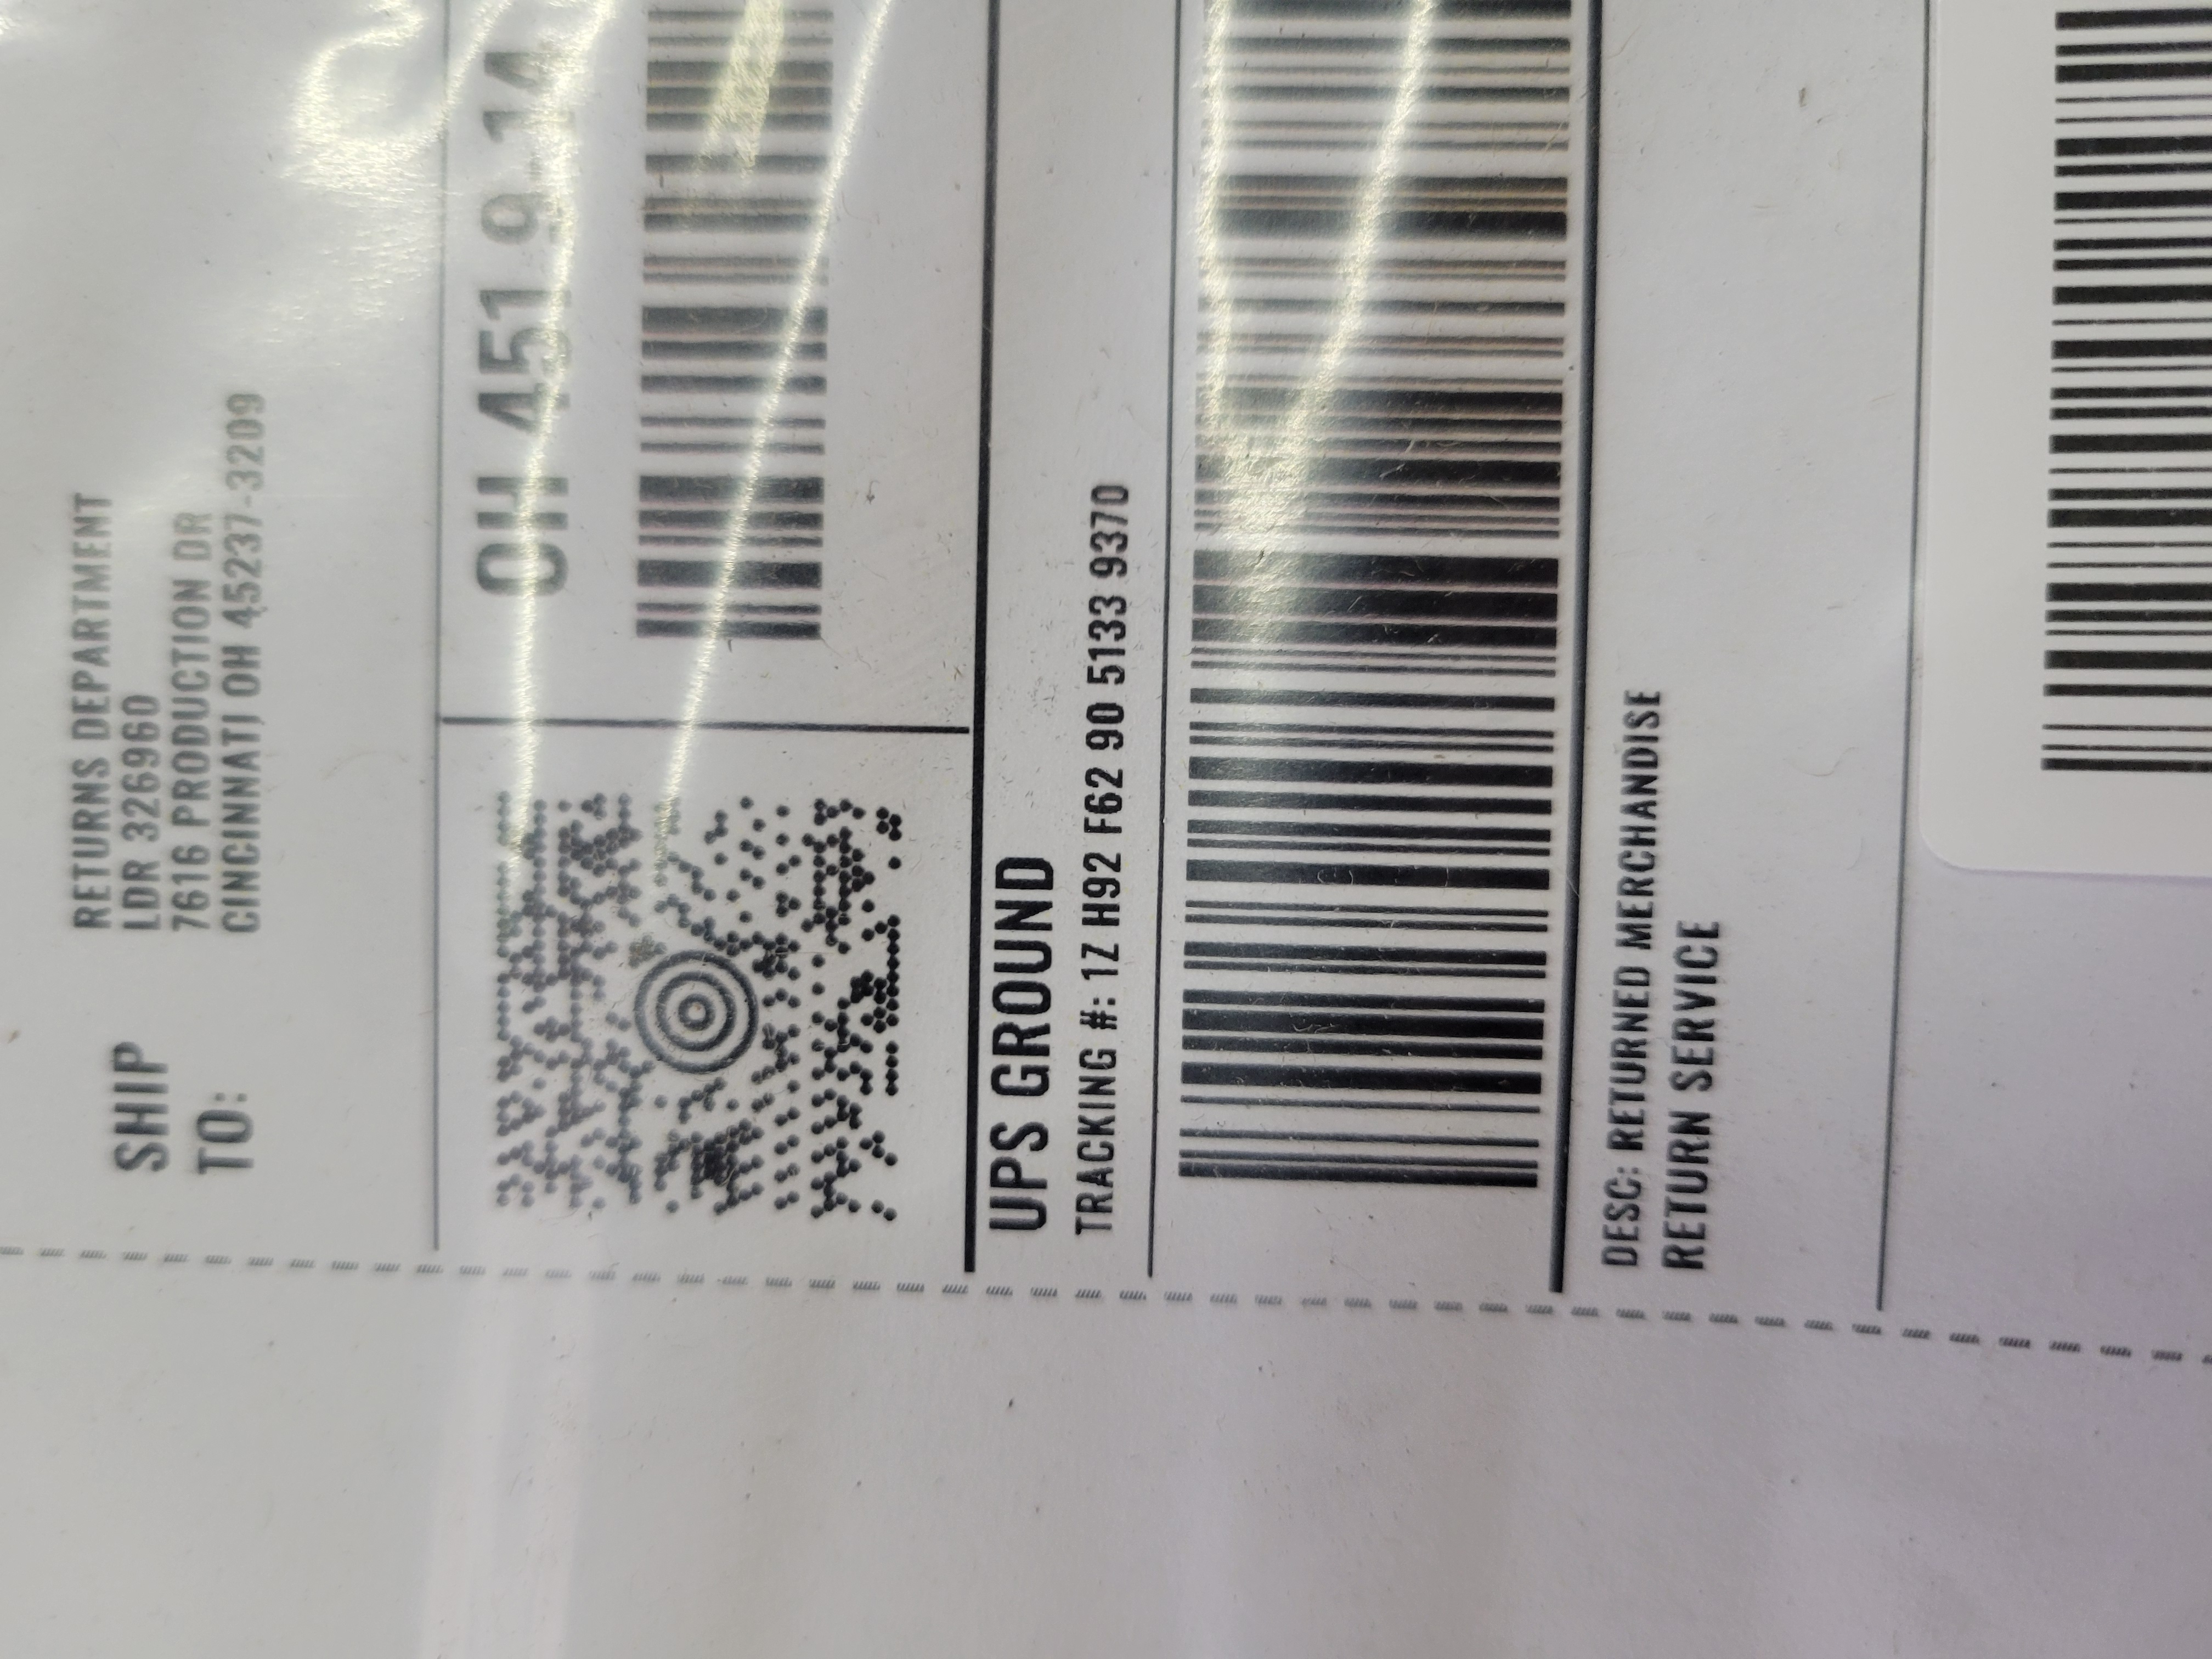 SHIP
TO:
RETURNS DEPARTMENT
LDR 326960
7616 PRODUCTION DR
CINCINNATI OH 45237-3209
OH 451 9-14
UPS GROUND
TRACKING #: 1Z H92 F62 90 5133 9370
DESC: RETURNED MERCHANDISE
RETURN SERVICE